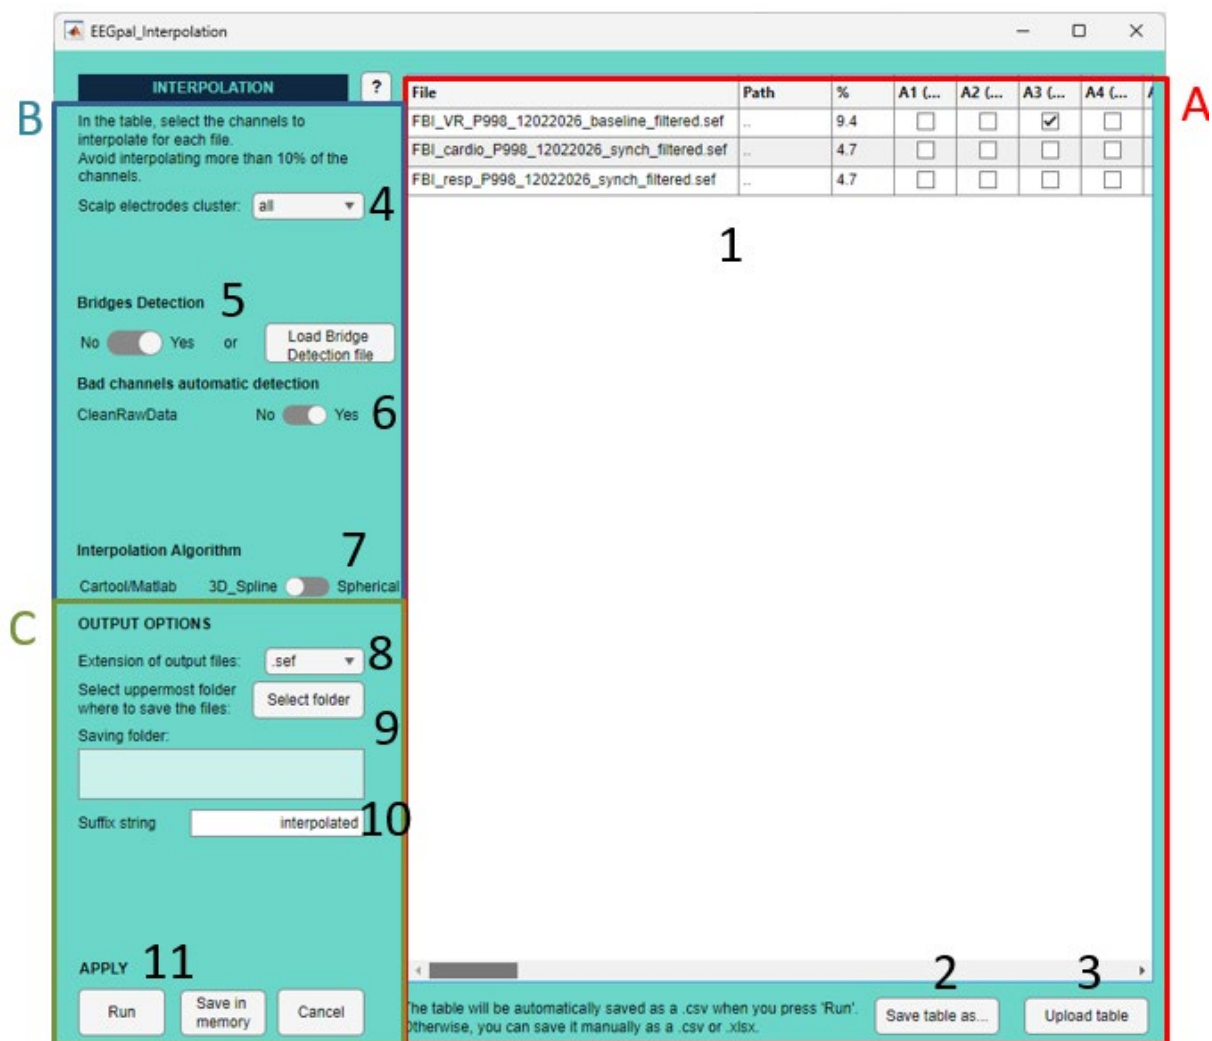 EEGpal_Interpolation
INTERPOLATION
?
B
In the table, select the channels to
interpolate for each file.
Avoid interpolating more than 10% of the
channels.
Scalp electrodes cluster: all 4
Bridges Detection 5
No Yes or Load Bridge
Detection file
Bad channels automatic detection
CleanRawData No Yes 6
Interpolation Algorithm 7
Cartool/Matlab 3D_Spline Spherical
C
OUTPUT OPTIONS
Extension of output files: .sef 8
Select uppermost folder
where to save the files: Select folder
9
Saving folder:
Suffix string interpolated 10
APPLY 11
Run Save in
memory Cancel
A
File Path % A1 (... A2 (... A3 (... A4 (...
FBI_VR_P998_12022026_baseline_filtered.sef .. 9.4
FBI_cardio_P998_12022026_synch_filtered.sef .. 4.7
FBI_resp_P998_12022026_synch_filtered.sef .. 4.7
1
2 3
The table will be automatically saved as a .csv when you press 'Run'.
Otherwise, you can save it manually as a .csv or .xlsx.
Save table as... Upload table